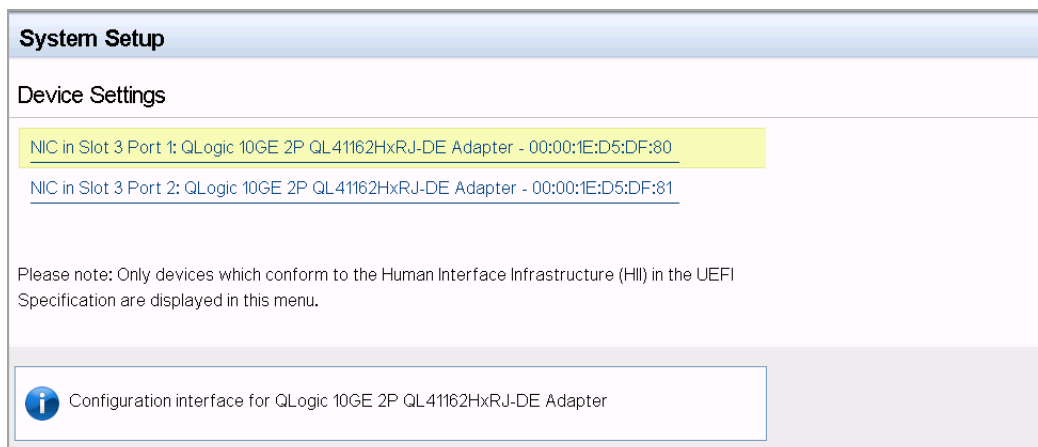 System Setup
Device Settings
NIC in Slot 3 Port 1: QLogic 10GE 2P QL41162HxRJ-DE Adapter - 00:00:1E:D5:DF:80
NIC in Slot 3 Port 2: QLogic 10GE 2P QL41162HxRJ-DE Adapter - 00:00:1E:D5:DF:81
Please note: Only devices which conform to the Human Interface Infrastructure (HII) in the UEFI
Specification are displayed in this menu.
Configuration interface for QLogic 10GE 2P QL41162HxRJ-DE Adapter